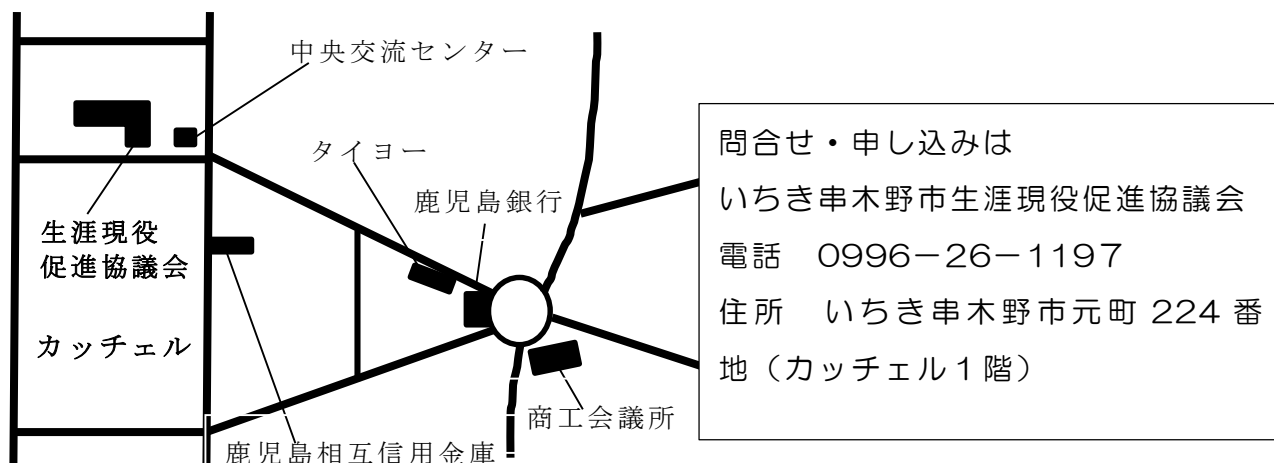 中央交流センター
タイヨー
鹿児島銀行
生涯現役
促進協議会
カッチェル
商工会議所
鹿児島相互信用金庫
問合せ・申し込みは
いちき串木野市生涯現役促進協議会
電話　0996－26－1197
住所　いちき串木野市元町 224 番
地（カッチェル１階）